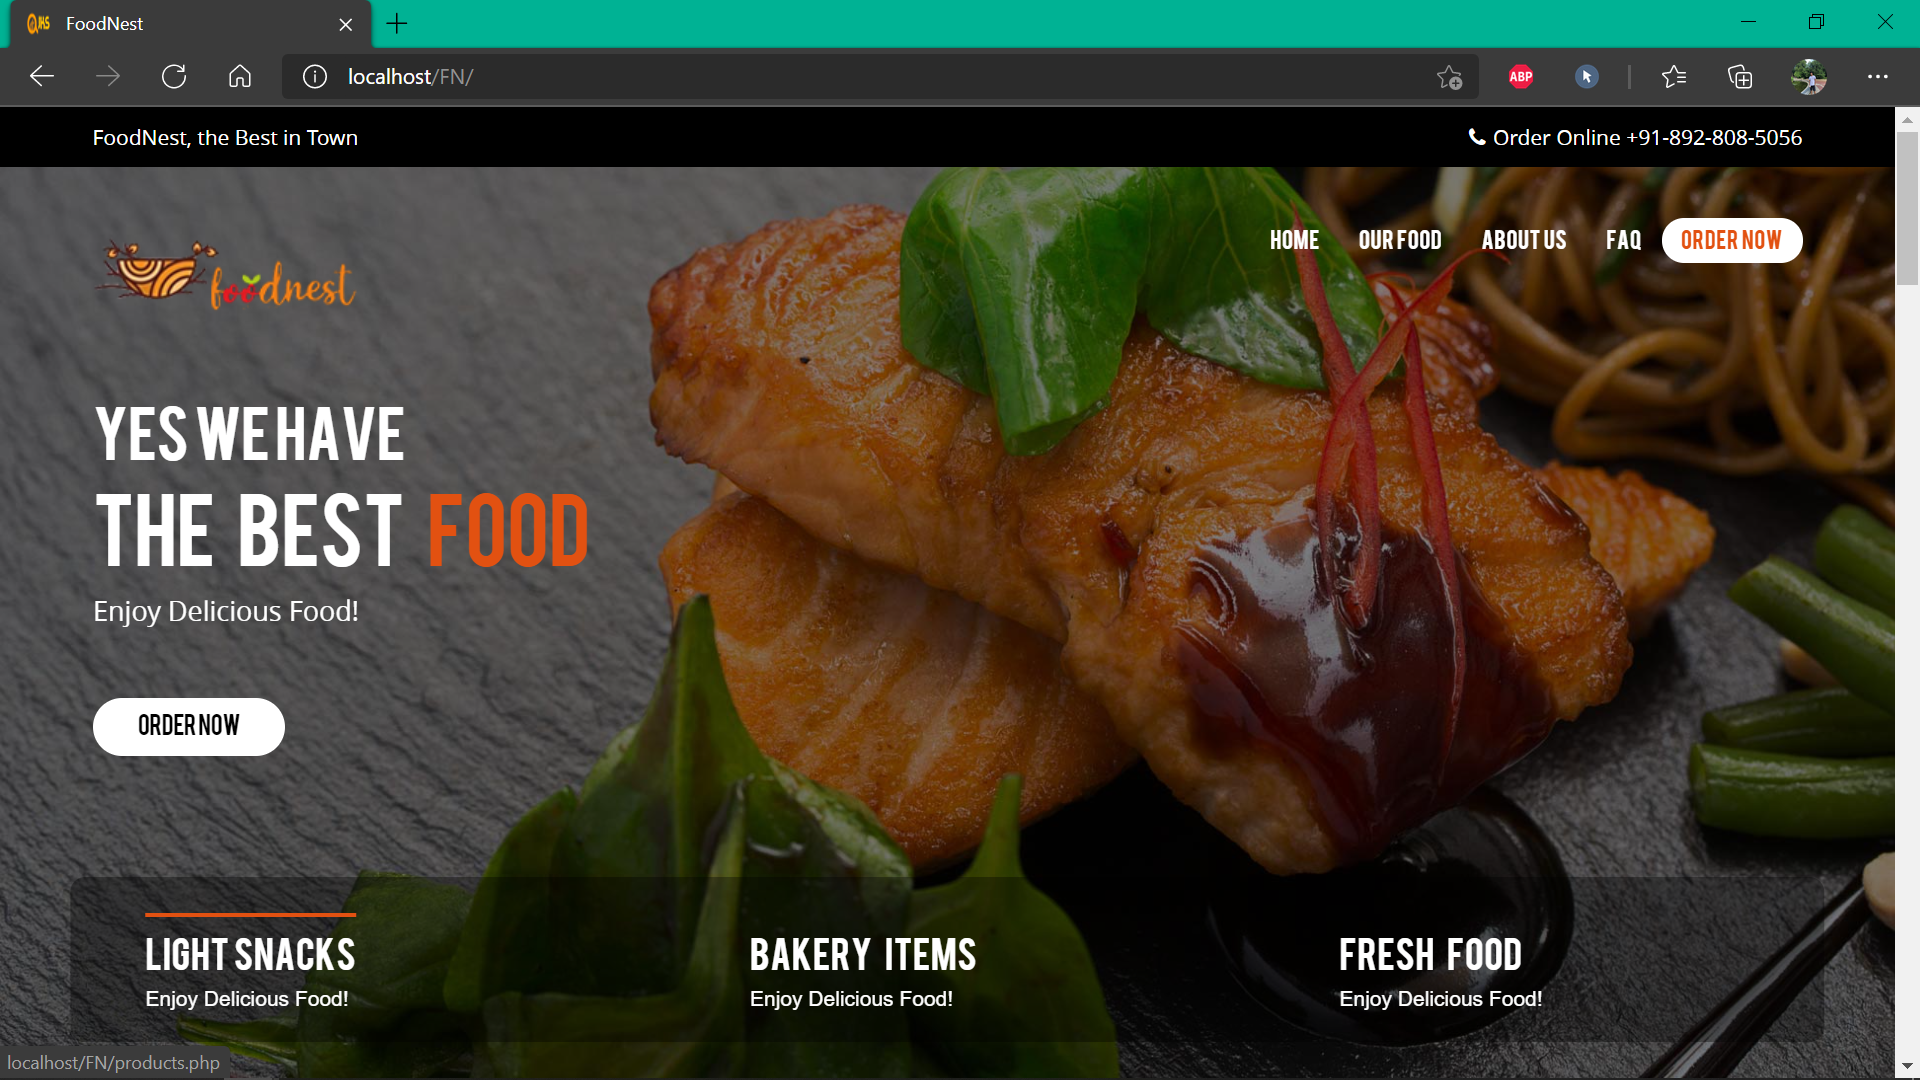 FoodNest
localhost/FN/
ABP
FoodNest, the Best in Town
Order Online +91-892-808-5056
foodnest
HOME OUR FOOD ABOUT US FAQ ORDER NOW
YES WE HAVE
THE BEST FOOD
Enjoy Delicious Food!
ORDER NOW
LIGHT SNACKS
Enjoy Delicious Food!
BAKERY ITEMS
Enjoy Delicious Food!
FRESH FOOD
Enjoy Delicious Food!
localhost/FN/products.php